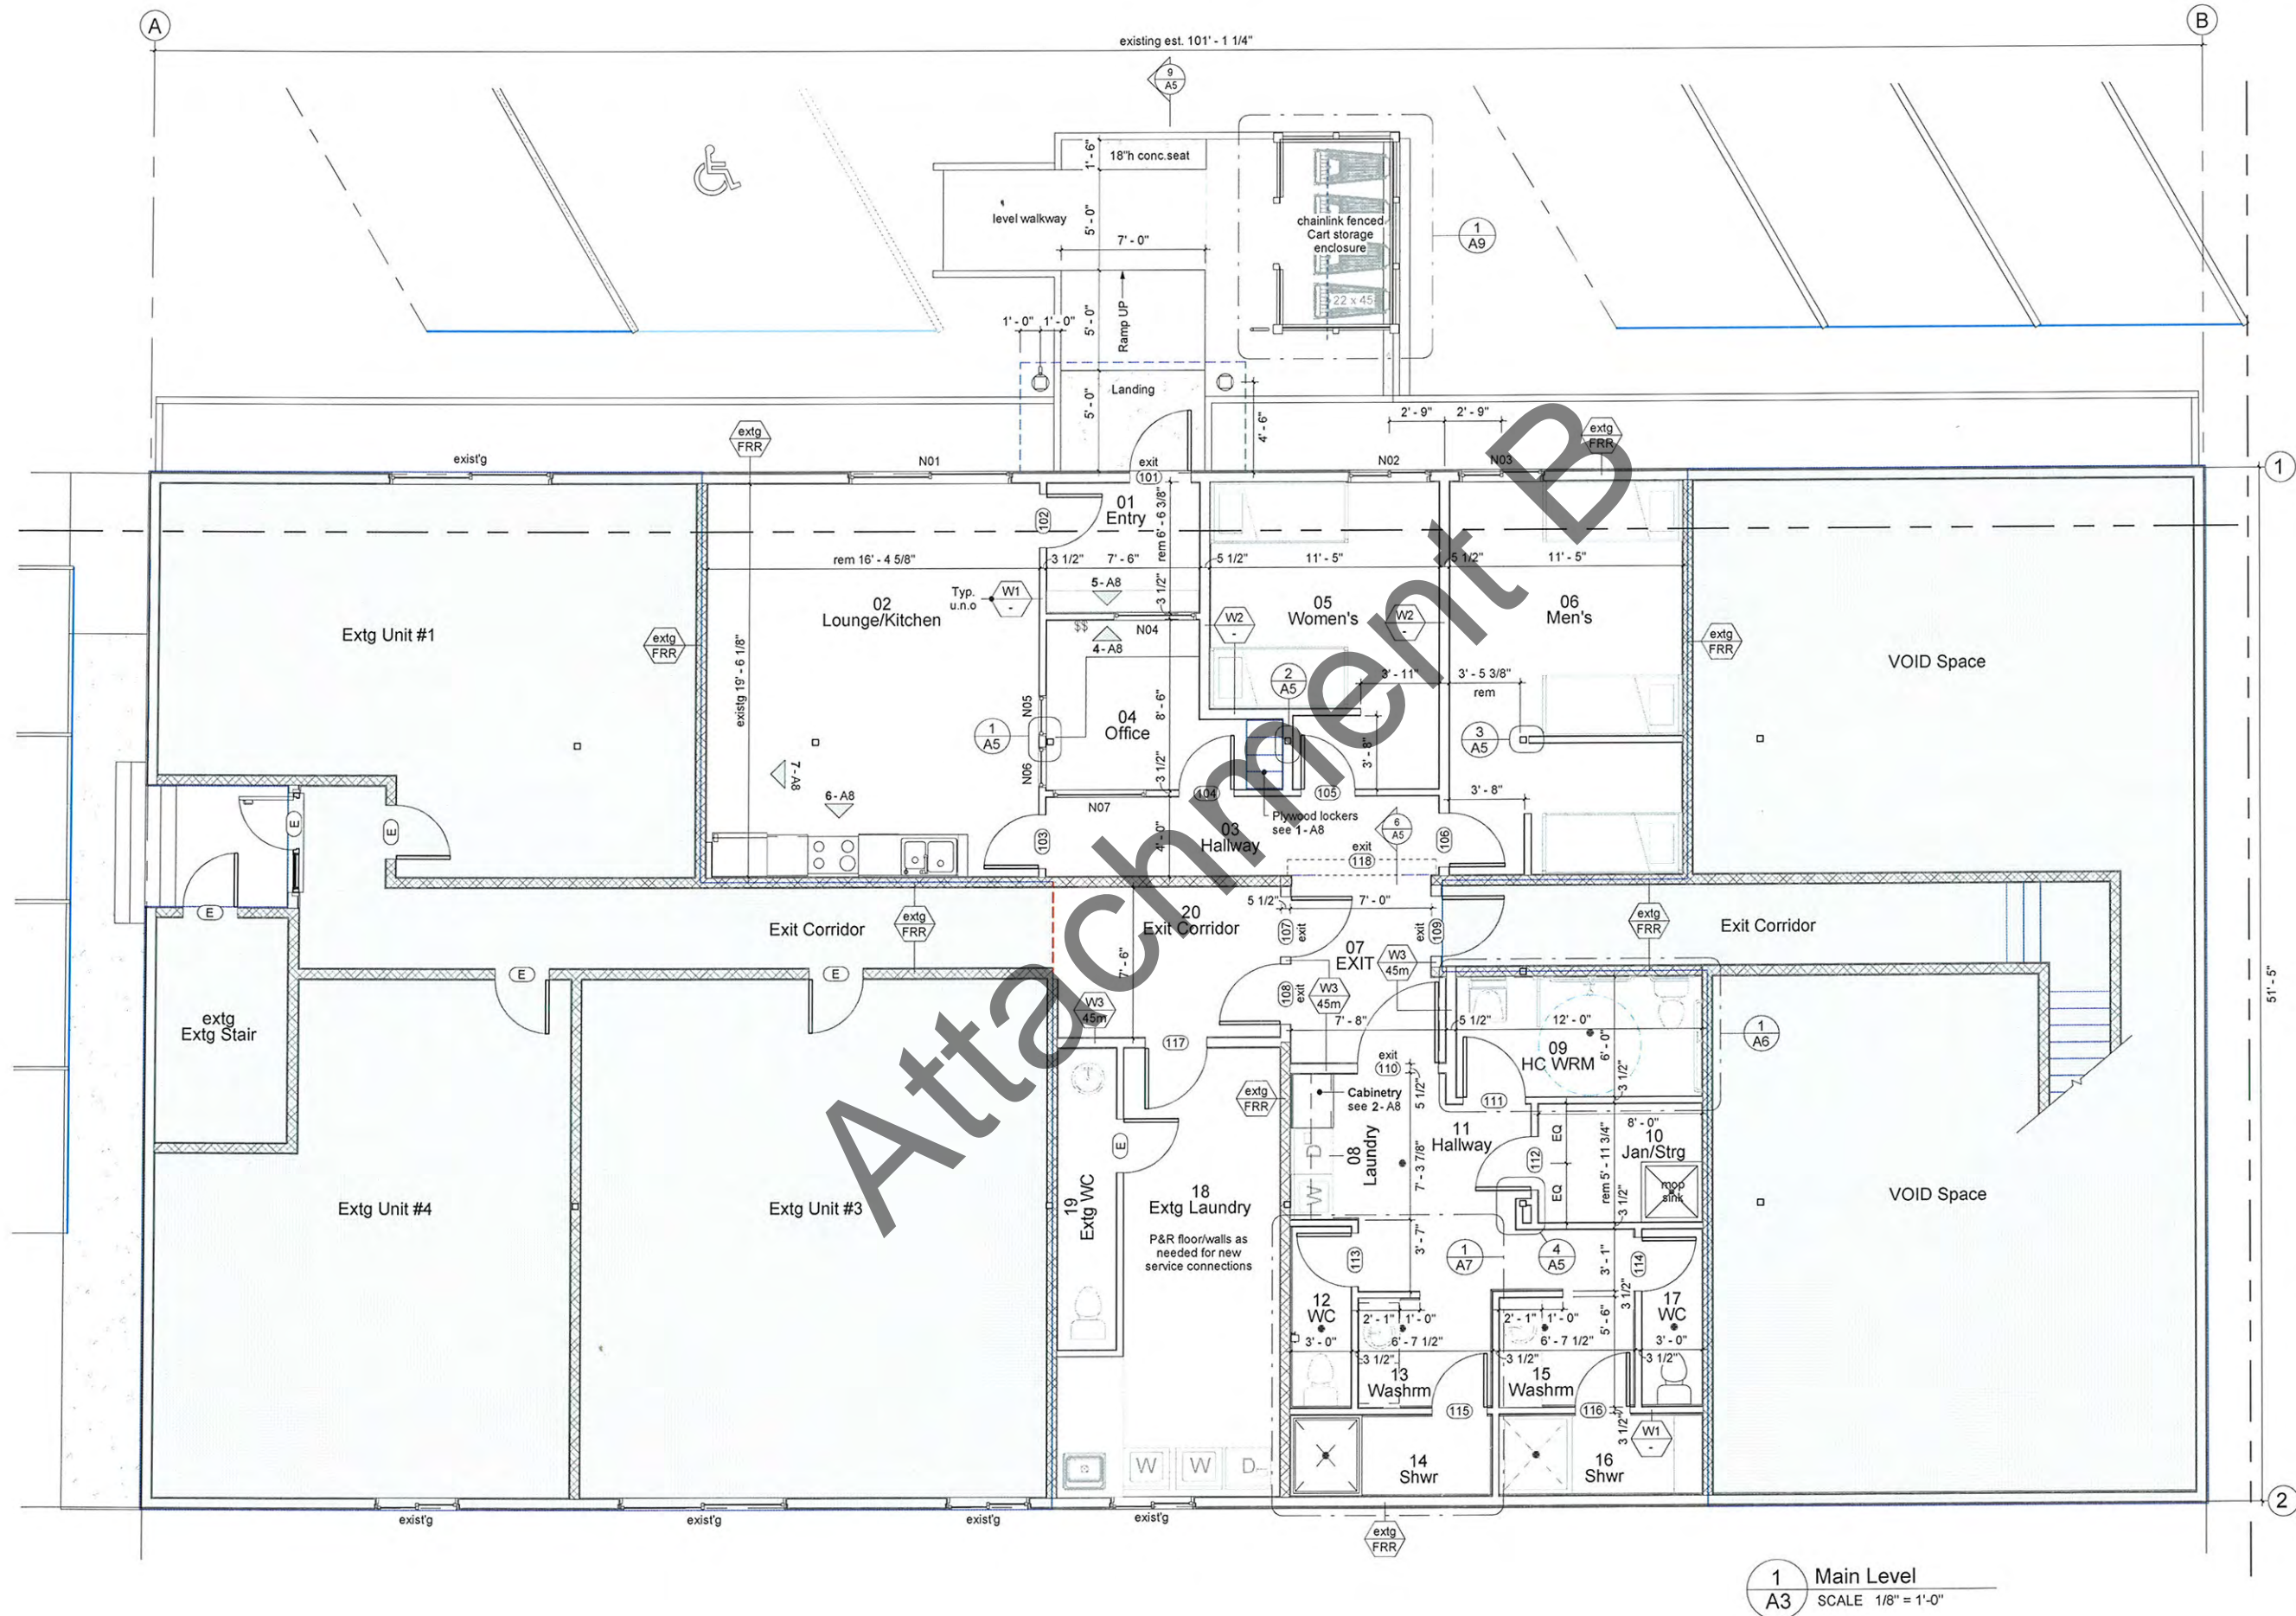 A
B
existing est. 101' - 1 1/4"
9
A5
1' - 6"
18"h conc.seat
level walkway
5' - 0"
7' - 0"
chainlink fenced
Cart storage
enclosure
1
A9
22 x 45
1' - 0"
1' - 0"
5' - 0"
Ramp UP
Landing
5' - 0"
4' - 6"
2' - 9"
2' - 9"
extg
FRR
extg
FRR
exist'g
N01
exit
101
N02
N03
1
102
01
Entry
rem 6' - 6 3/8"
rem 16' - 4 5/8"
3 1/2"
7' - 6"
5 1/2"
11' - 5"
5 1/2"
11' - 5"
5 - A8
3 1/2"
Typ.
u.n.o
W1
-
02
Lounge/Kitchen
05
Women's
06
Men's
W2
-
W2
-
$$
N04
4 - A8
Extg Unit #1
extg
FRR
extg
FRR
VOID Space
existg 19' - 6 1/8"
2
A5
3' - 11"
3' - 5 3/8"
rem
N05
8' - 6"
04
Office
1
A5
3
A5
3' - 8"
7 - A8
N06
3 1/2"
6 - A8
N07
104
105
3' - 8"
Plywood lockers
see 1 - A8
E
E
103
03
Hallway
4' - 0"
6
A5
106
exit
118
E
5 1/2"
7' - 0"
Exit Corridor
extg
FRR
20
Exit Corridor
107
exit
109
exit
extg
FRR
Exit Corridor
07
EXIT
W3
45m
7' - 6"
51' - 5"
E
E
108
exit
W3
45m
W3
45m
extg
Extg Stair
7' - 8"
5 1/2"
12' - 0"
1
A6
117
09
HC WRM
6' - 0"
3 1/2"
exit
110
extg
FRR
Cabinetry
see 2 - A8
5 1/2"
111
E
D
08
Laundry
7' - 3 7/8"
11
Hallway
112
EQ
EQ
rem 5' - 11 3/4"
8' - 0"
10
Jan/Strg
W
mop
sink
3 1/2"
Extg Unit #4
Extg Unit #3
19
Extg WC
18
Extg Laundry
VOID Space
P&R floor/walls as
needed for new
service connections
113
3' - 7"
1
A7
4
A5
3' - 1"
114
12
WC
3' - 0"
2' - 1"
1' - 0"
6' - 7 1/2"
2' - 1"
1' - 0"
6' - 7 1/2"
5' - 6"
3 1/2"
17
WC
3' - 0"
3 1/2"
3 1/2"
3 1/2"
13
Washrm
15
Washrm
115
116
3 1/2"
W1
-
W
W
D
14
Shwr
16
Shwr
exist'g
exist'g
exist'g
exist'g
extg
FRR
2
1
A3
Main Level
SCALE 1/8" = 1'-0"
Attachment B